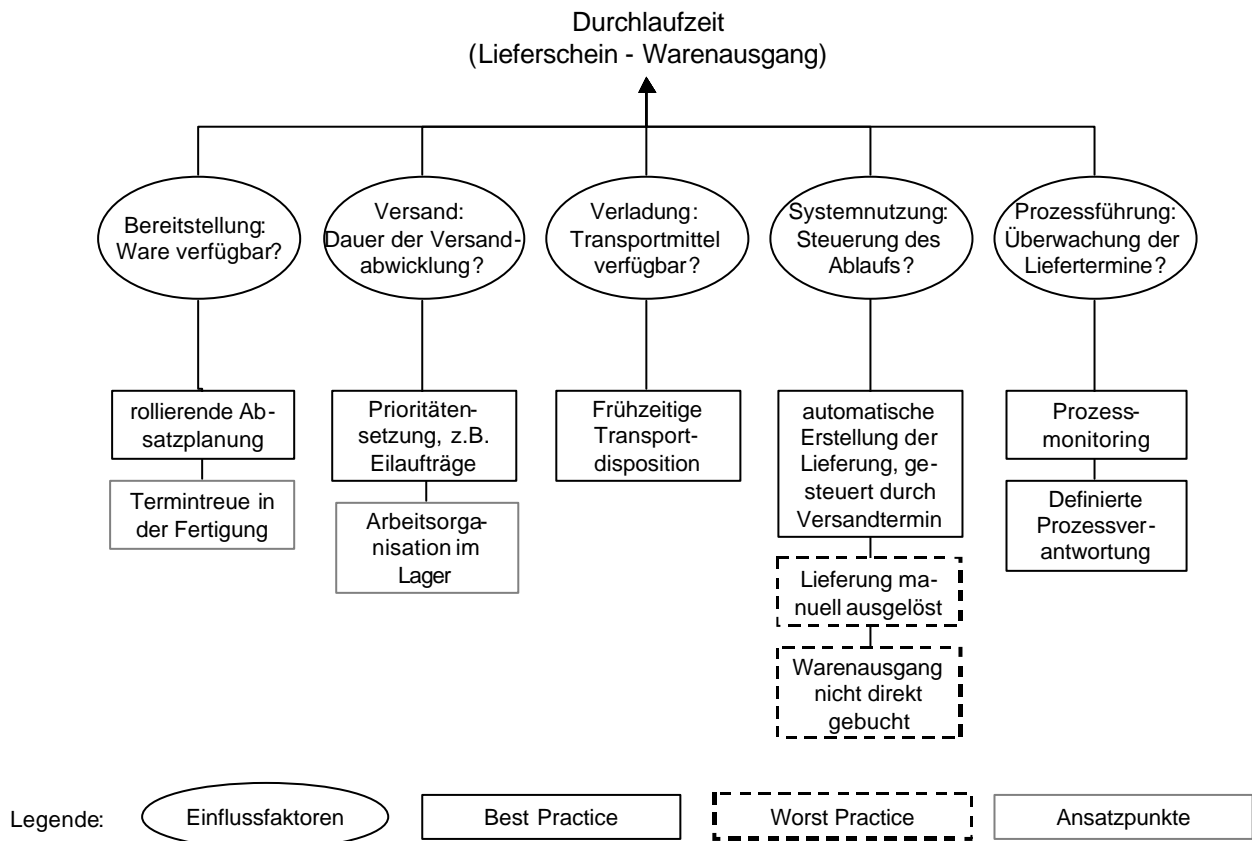 Durchlaufzeit
(Lieferschein - Warenausgang)
Bereitstellung:
Ware verfügbar?
Versand:
Dauer der Versand-
abwicklung?
Verladung:
Transportmittel
verfügbar?
Systemnutzung:
Steuerung des
Ablaufs?
Prozessführung:
Überwachung der
Liefertermine?
rollierende Ab-
satzplanung
Termintreue in
der Fertigung
Prioritäten-
setzung, z.B.
Eilaufträge
Arbeitsorga-
nisation im
Lager
Frühzeitige
Transport-
disposition
automatische
Erstellung der
Lieferung, ge-
steuert durch
Versandtermin
Lieferung ma-
nuell ausgelöst
Warenausgang
nicht direkt
gebucht
Prozess-
monitoring
Definierte
Prozessver-
antwortung
Legende:
Einflussfaktoren
Best Practice
Worst Practice
Ansatzpunkte